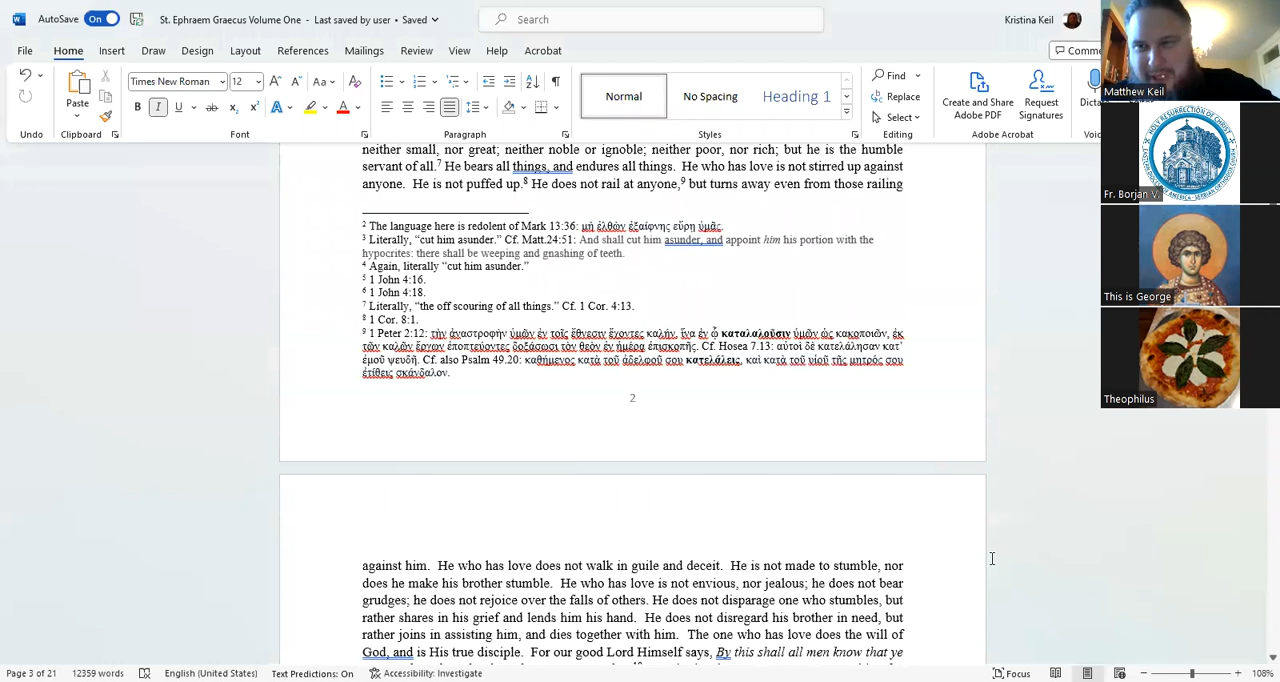 AutoSave On St. Ephraem Graecus Volume One - Last saved by user • Saved Search Kristina Keil
File Home Insert Draw Design Layout References Mailings Review View Help Acrobat Comme
Times New Roman 12 Aa Normal No Spacing Heading 1 Find
Paste Replace Create and Share Adobe PDF Request Signatures Dicta
B I U ab Select
Undo Clipboard Font Paragraph Styles Editing Adobe Acrobat Voi
Matthew Keil
Fr. Borjan V.
This is George
Theophilus
neither small, nor great; either noble or ignoble; neither poor, nor rich; but he is the humble
servant of all.7 He bears all things, and endures all things. He who has love is not stirred up against
anyone. He is not puffed up.8 He does not rail at anyone,9 but turns away even from those railing
2 The language here is redolent of Mark 13:36: μὴ ἐλθὼν ἐξαίφνης εὕρῃ ὑμᾶς.
3 Literally, “cut him asunder.” Cf. Matt.24:51: And shall cut him asunder, and appoint him his portion with the
hypocrites: there shall be weeping and gnashing of teeth.
4 Again, literally “cut him asunder.”
5 1 John 4:16.
6 1 John 4:18.
7 Literally, “the off scouring of all things.” Cf. 1 Cor. 4:13.
8 1 Cor. 8:1.
9 1 Peter 2:12: τὴν ἀναστροφὴν ὑμῶν ἐν τοῖς ἔθνεσιν ἔχοντες καλήν, ἵνα ἐν ᾧ καταλαλοῦσιν ὑμῶν ὡς κακοποιῶν, ἐκ
τῶν καλῶν ἔργων ἐποπτεύοντες δοξάσωσι τὸν θεὸν ἐν ἡμέρᾳ ἐπισκοπῆς. Cf. Hosea 7.13: αὐτοὶ δὲ κατελάλησαν κατ’
ἐμοῦ ψευδῆ. Cf. also Psalm 49.20: καθήμενος κατὰ τοῦ ἀδελφοῦ σου κατελάλεις, καὶ κατὰ τοῦ υἱοῦ τῆς μητρός σου
ἐτίθεις σκάνδαλον.
2
against him. He who has love does not walk in guile and deceit. He is not made to stumble, nor
does he make his brother stumble. He who has love is not envious, nor jealous; he does not bear
grudges; he does not rejoice over the falls of others. He does not disparage one who stumbles, but
rather shares in his grief and lends him his hand. He does not disregard his brother in need, but
rather joins in assisting him, and dies together with him. The one who has love does the will of
God, and is His true disciple. For our good Lord Himself says, By this shall all men know that ye
Page 3 of 21 12359 words English (United States) Text Predictions: On Accessibility: Investigate Focus 108%